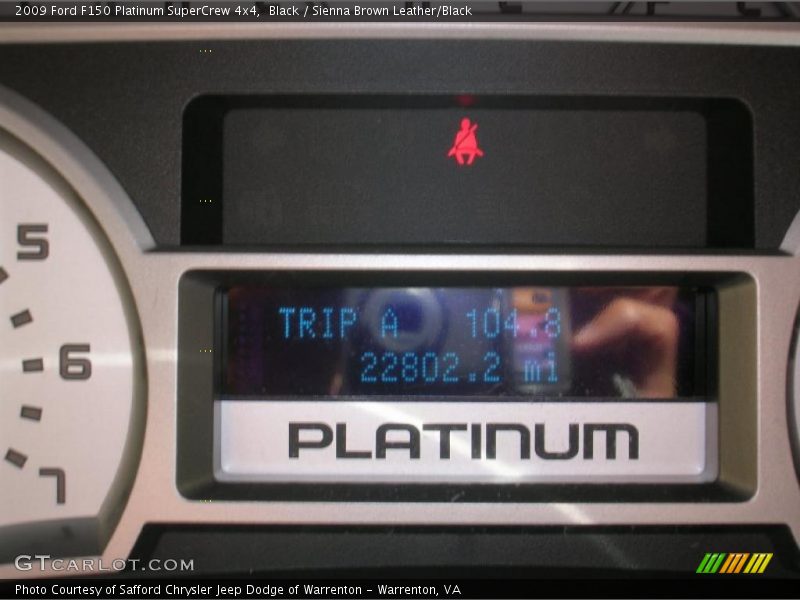 2009 Ford F150 Platinum SuperCrew 4x4,  Black / Sienna Brown Leather/Black
5
6
7
TRIP A 104.8
22802.2 mi
PLATINUM
GTCARLOT.COM
Photo Courtesy of Safford Chrysler Jeep Dodge of Warrenton - Warrenton, VA